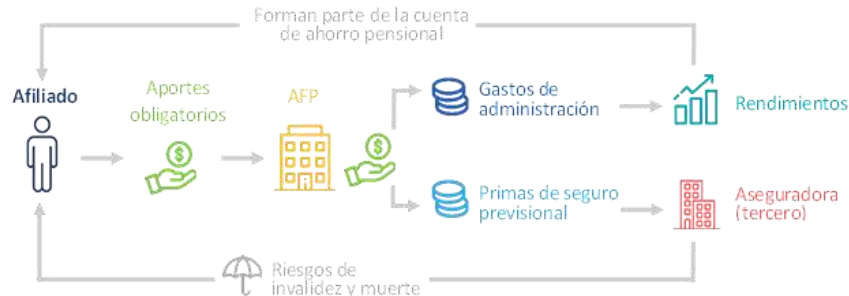 Forman parte de la cuenta
de ahorro pensional
Afiliado
Aportes
obligatorios
$
AFP
$
Gastos de
administración
Rendimientos
Primas de seguro
previsional
Aseguradora
(tercero)
Riesgos de
invalidez y muerte